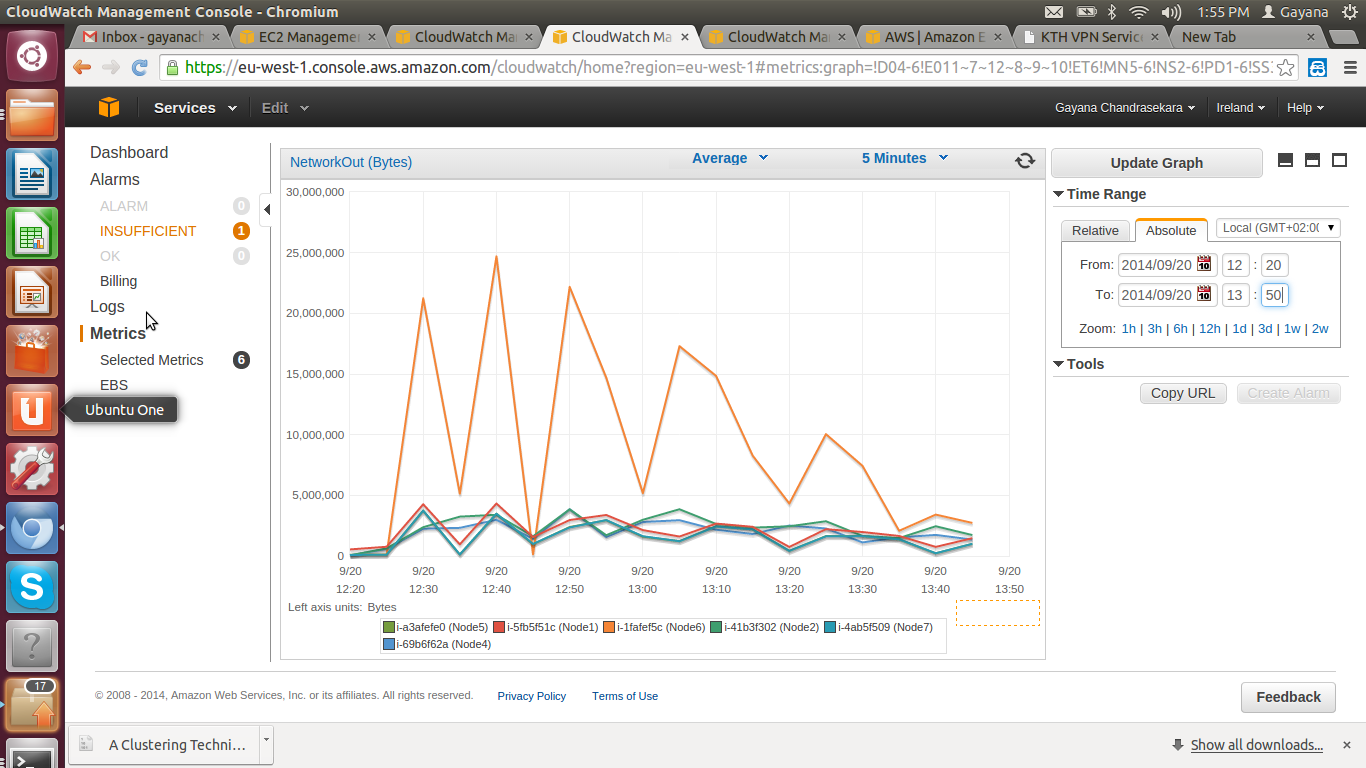 CloudWatch Management Console - Chromium
1:55 PM Gayana
Inbox - gayanach
EC2 Manageme
CloudWatch Ma
CloudWatch Ma
CloudWatch Ma
AWS | Amazon E
KTH VPN Service
New Tab
https://eu-west-1.console.aws.amazon.com/cloudwatch/home?region=eu-west-1#metrics:graph=!D04-6!E011~7~12~8~9~10!ET6!MN5-6!NS2-6!PD1-6!SS
Services Edit
Gayana Chandrasekara Ireland Help
Dashboard
Alarms
ALARM 0
INSUFFICIENT 1
OK 0
Billing
Logs
Metrics
Selected Metrics 6
EBS
Ubuntu One
17
NetworkOut (Bytes) Average 5 Minutes
30,000,000
25,000,000
20,000,000
15,000,000
10,000,000
5,000,000
0
9/20 9/20 9/20 9/20 9/20 9/20 9/20 9/20 9/20 9/20
12:20 12:30 12:40 12:50 13:00 13:10 13:20 13:30 13:40 13:50
Left axis units: Bytes
i-a3afefe0 (Node5) i-5fb5f51c (Node1) i-1fafef5c (Node6) i-41b3f302 (Node2) i-4ab5f509 (Node7)
i-69b6f62a (Node4)
Update Graph
Time Range
Relative Absolute Local (GMT+02:00
From: 2014/09/20 10 12 : 20
To: 2014/09/20 10 13 : 50
Zoom: 1h | 3h | 6h | 12h | 1d | 3d | 1w | 2w
Tools
Copy URL Create Alarm
© 2008 - 2014, Amazon Web Services, Inc. or its affiliates. All rights reserved. Privacy Policy Terms of Use
Feedback
A Clustering Techni...
Show all downloads...